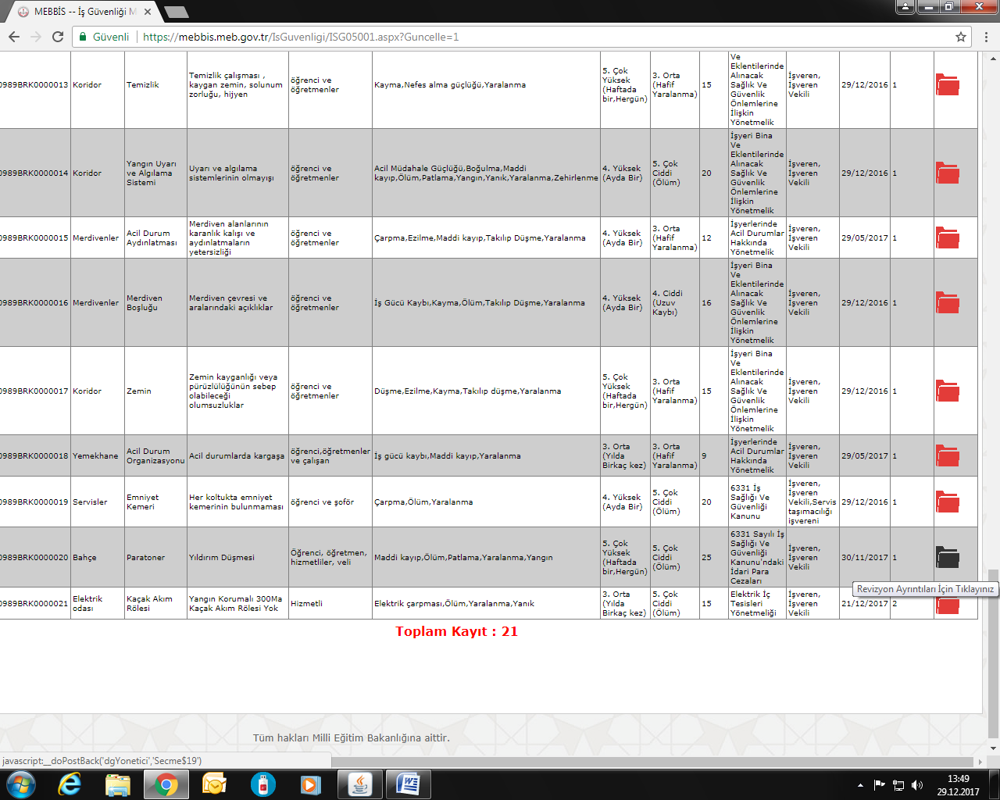 MEBBİS -- İş Güvenliği M
Güvenli
https://mebbis.meb.gov.tr/IsGuvenligi/ISG05001.aspx?Guncelle=1
0989BRK0000013
Koridor
Temizlik
Temizlik çalışması ,
kaygan zemin, solunum
zorluğu, hijyen
öğrenci ve
öğretmenler
Kayma,Nefes alma güçlüğü,Yaralanma
5. Çok
Yüksek
(Haftada
bir,Hergün)
3. Orta
(Hafif
Yaralanma)
15
Ve
Eklentilerinde
Alınacak
Sağlık Ve
Güvenlik
Önlemlerine
İlişkin
Yönetmelik
İşveren,
İşveren
Vekili
29/12/2016
1
0989BRK0000014
Koridor
Yangın Uyarı
ve Algılama
Sistemi
Uyarı ve algılama
sistemlerinin olmayışı
öğrenci ve
öğretmenler
Acil Müdahale Güçlüğü,Boğulma,Maddi
kayıp,Ölüm,Patlama,Yangın,Yanık,Yaralanma,Zehirlenme
4. Yüksek
(Ayda Bir)
5. Çok
Ciddi
(Ölüm)
20
İşyeri Bina
Ve
Eklentilerinde
Alınacak
Sağlık Ve
Güvenlik
Önlemlerine
İlişkin
Yönetmelik
İşveren,
İşveren
Vekili
29/12/2016
1
0989BRK0000015
Merdivenler
Acil Durum
Aydınlatması
Merdiven alanlarının
karanlık kalışı ve
aydınlatmaların
yetersizliği
öğrenci ve
öğretmenler
Çarpma,Ezilme,Maddi kayıp,Takılıp Düşme,Yaralanma
4. Yüksek
(Ayda Bir)
3. Orta
(Hafif
Yaralanma)
12
İşyerlerinde
Acil Durumlar
Hakkında
Yönetmelik
İşveren,
İşveren
Vekili
29/05/2017
1
0989BRK0000016
Merdivenler
Merdiven
Boşluğu
Merdiven çevresi ve
aralarındaki açıklıklar
öğrenci ve
öğretmenler
İş Gücü Kaybı,Kayma,Ölüm,Takılıp Düşme,Yaralanma
4. Yüksek
(Ayda Bir)
4. Ciddi
(Uzuv
Kaybı)
16
İşyeri Bina
Ve
Eklentilerinde
Alınacak
Sağlık Ve
Güvenlik
Önlemlerine
İlişkin
Yönetmelik
İşveren,
İşveren
Vekili
29/12/2016
1
0989BRK0000017
Koridor
Zemin
Zemin kayganlığı veya
pürüzlülüğünün sebep
olabileceği
olumsuzluklar
öğrenci ve
öğretmenler
Düşme,Ezilme,Kayma,Takılıp düşme,Yaralanma
5. Çok
Yüksek
(Haftada
bir,Hergün)
3. Orta
(Hafif
Yaralanma)
15
İşyeri Bina
Ve
Eklentilerinde
Alınacak
Sağlık Ve
Güvenlik
Önlemlerine
İlişkin
Yönetmelik
İşveren,
İşveren
Vekili
29/12/2016
1
0989BRK0000018
Yemekhane
Acil Durum
Organizasyonu
Acil durumlarda kargaşa
öğrenci,öğretmenler
ve çalışan
İş gücü kaybı,Maddi kayıp,Yaralanma
3. Orta
(Yılda
Birkaç kez)
3. Orta
(Hafif
Yaralanma)
9
İşyerlerinde
Acil Durumlar
Hakkında
Yönetmelik
İşveren,
İşveren
Vekili
29/05/2017
1
0989BRK0000019
Servisler
Emniyet
Kemeri
Her koltukta emniyet
kemerinin bulunmaması
öğrenci ve şoför
Çarpma,Ölüm,Yaralanma
4. Yüksek
(Ayda Bir)
5. Çok
Ciddi
(Ölüm)
20
6331 İş
Sağlığı Ve
Güvenliği
Kanunu
İşveren,
İşveren
Vekili,Servis
taşımacılığı
işvereni
29/12/2016
1
0989BRK0000020
Bahçe
Paratoner
Yıldırım Düşmesi
Öğrenci, öğretmen,
hizmetliler, veli
Maddi kayıp,Ölüm,Patlama,Yaralanma,Yangın
5. Çok
Yüksek
(Haftada
bir,Hergün)
5. Çok
Ciddi
(Ölüm)
25
6331 Sayılı İş
Sağlığı Ve
Güvenliği
Kanunu'ndaki
İdari Para
Cezaları
İşveren,
İşveren
Vekili
30/11/2017
1
Revizyon Ayrıntıları İçin Tıklayınız
0989BRK0000021
Elektrik
odası
Kaçak Akım
Rölesi
Yangın Korumalı 300Ma
Kaçak Akım Rölesi Yok
Hizmetli
Elektrik çarpması,Ölüm,Yaralanma,Yanık
3. Orta
(Yılda
Birkaç kez)
5. Çok
Ciddi
(Ölüm)
15
Elektrik İç
Tesisleri
Yönetmeliği
İşveren,
İşveren
Vekili
21/12/2017
2
Toplam Kayıt : 21
Tüm hakları Milli Eğitim Bakanlığına aittir.
javascript:__doPostBack('dgYonetici','Secme$19')
13:49
29.12.2017